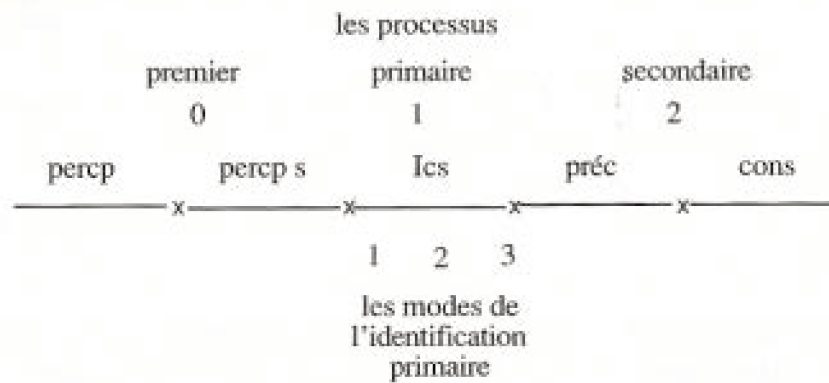 les processus
premier primaire secondaire
0 1 2
percp percp s Ics préc cons
x x x x
1 2 3
les modes de
l'identification
primaire